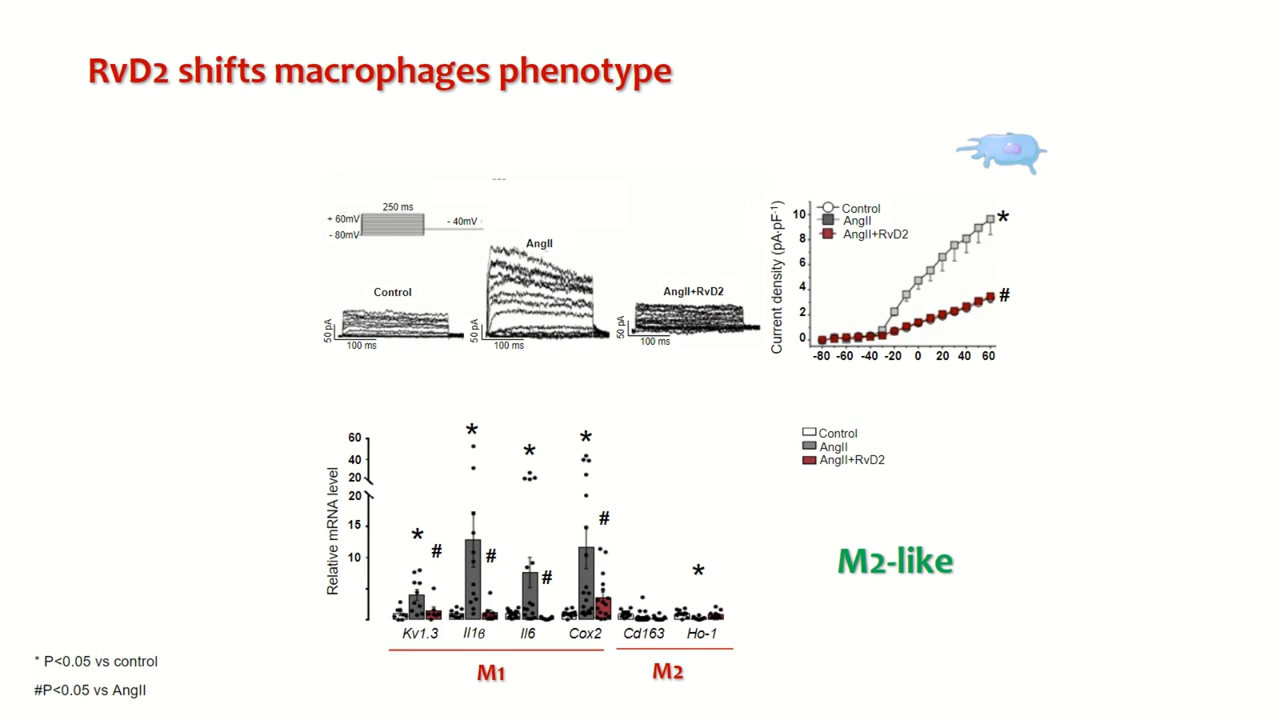 RvD2 shifts macrophages phenotype
250 ms
+ 60mV
- 40mV
- 80mV
Control
50 pA
100 ms
AngII
50 pA
100 ms
AngII+RvD2
50 pA
100 ms
Current density (pA·pF-1)
10
8
6
4
2
0
Control
AngII
AngII+RvD2
*
#
-80 -60 -40 -20 0 20 40 60
Relative mRNA level
60
40
20
20
15
10
* # * # * # * # *
Kv1.3 Il1β Il6 Cox2 Cd163 Ho-1
M1 M2
Control
AngII
AngII+RvD2
M2-like
* P<0.05 vs control
#P<0.05 vs AngII